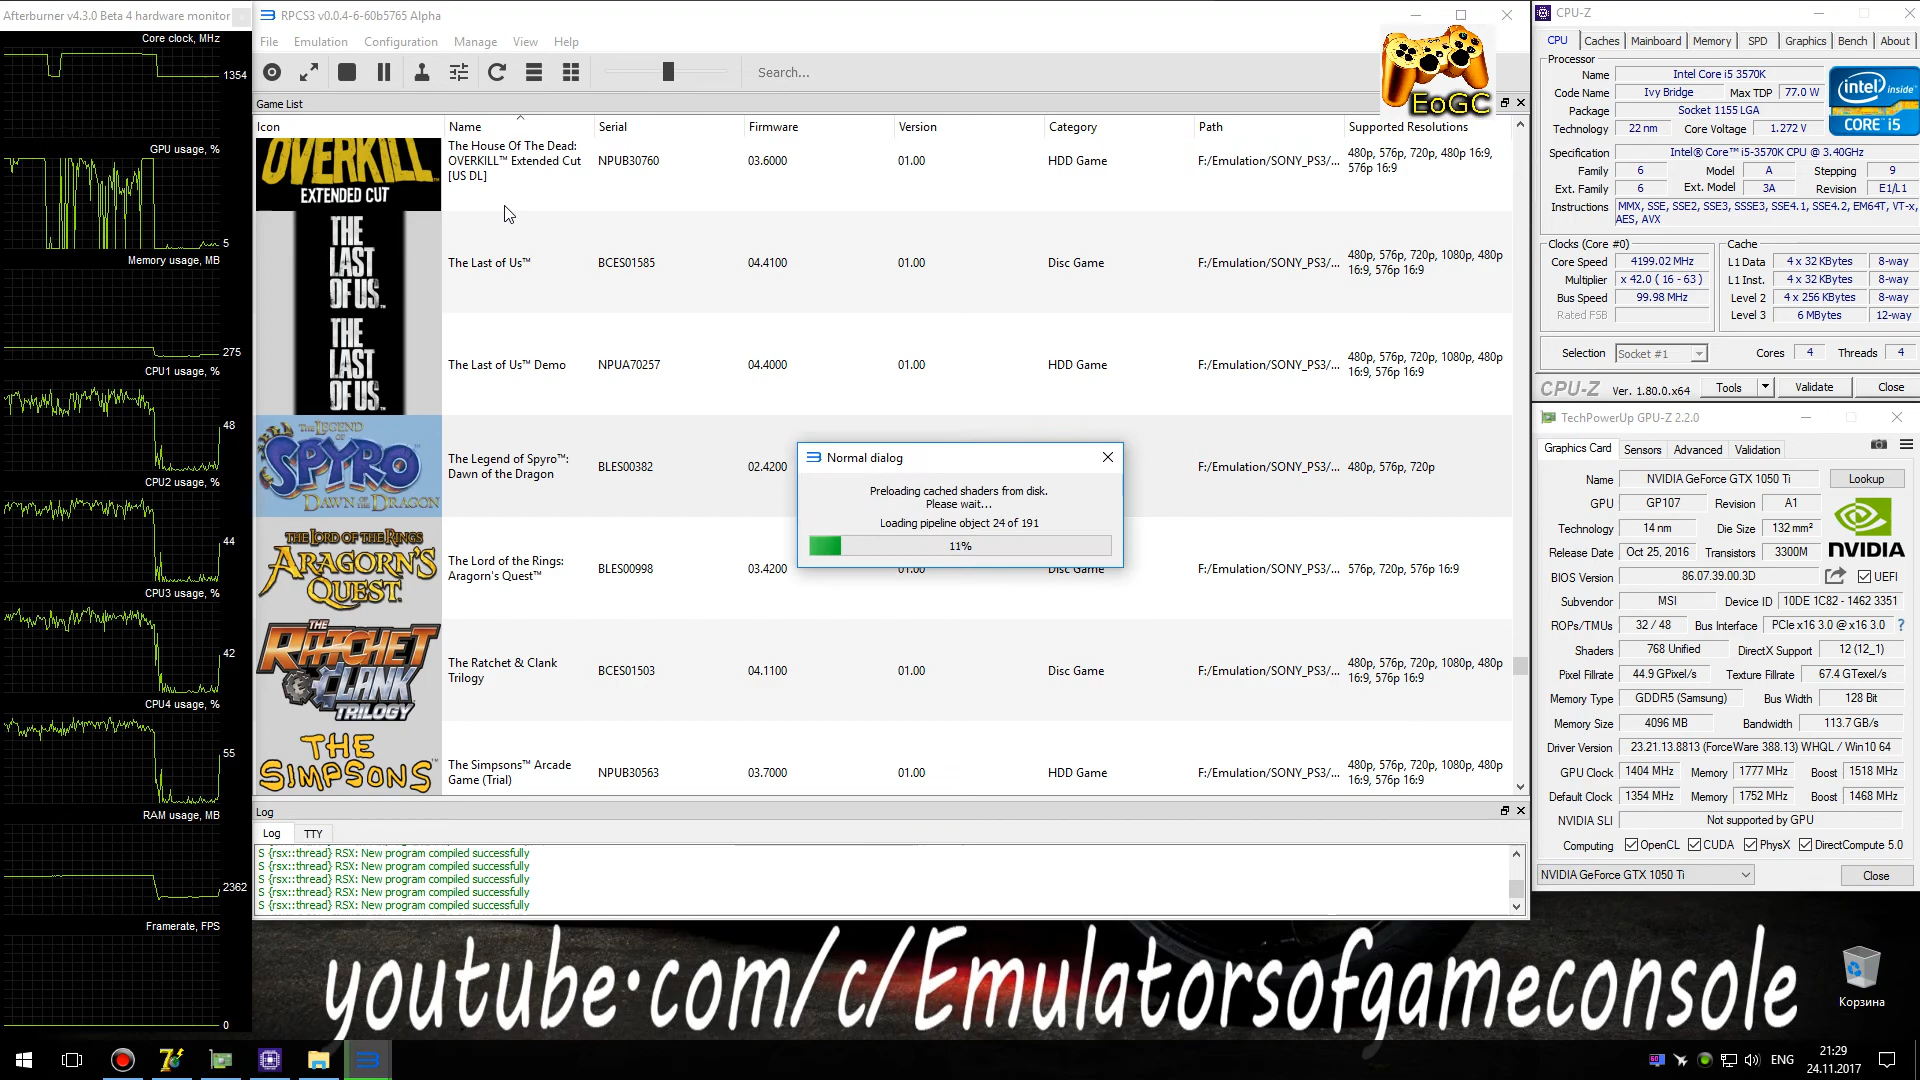 Afterburner v4.3.0 Beta 4 hardware monitor
Core clock, MHz
1354
GPU usage, %
5
Memory usage, MB
275
CPU1 usage, %
48
CPU2 usage, %
44
CPU3 usage, %
42
CPU4 usage, %
55
RAM usage, MB
2362
Framerate, FPS
0
RPCS3 v0.0.4-6-60b5765 Alpha
File Emulation Configuration Manage View Help
Search...
EoGC
Game List
Icon Name Serial Firmware Version Category Path Supported Resolutions
OVERKILL
EXTENDED CUT
The House Of The Dead:
OVERKILL™ Extended Cut
[US DL]
NPUB30760 03.6000 01.00 HDD Game F:/Emulation/SONY_PS3/...
480p, 576p, 720p, 480p 16:9,
576p 16:9
THE
LAST
OF US™
The Last of Us™ BCES01585 04.4100 01.00 Disc Game F:/Emulation/SONY_PS3/...
480p, 576p, 720p, 1080p, 480p
16:9, 576p 16:9
THE
LAST
OF US™
The Last of Us™ Demo NPUA70257 04.4000 01.00 HDD Game F:/Emulation/SONY_PS3/...
480p, 576p, 720p, 1080p, 480p
16:9, 576p 16:9
THE LEGEND OF
SPYRO™
DAWN OF THE DRAGON
The Legend of Spyro™:
Dawn of the Dragon
BLES00382 02.4200 F:/Emulation/SONY_PS3/... 480p, 576p, 720p
THE LORD OF THE RINGS
ARAGORN'S
QUEST
The Lord of the Rings:
Aragorn's Quest™
BLES00998 03.4200 01.00 Disc Game F:/Emulation/SONY_PS3/... 576p, 720p, 576p 16:9
THE
RATCHET
CLANK
TRILOGY
The Ratchet & Clank
Trilogy
BCES01503 04.1100 01.00 Disc Game F:/Emulation/SONY_PS3/...
480p, 576p, 720p, 1080p, 480p
16:9, 576p 16:9
THE
SIMPSONS™
The Simpsons™ Arcade
Game (Trial)
NPUB30563 03.7000 01.00 HDD Game F:/Emulation/SONY_PS3/...
480p, 576p, 720p, 1080p, 480p
16:9, 576p 16:9
Normal dialog
Preloading cached shaders from disk.
Please wait...
Loading pipeline object 24 of 191
11%
Log
Log TTY
S {rsx::thread} RSX: New program compiled successfully
S {rsx::thread} RSX: New program compiled successfully
S {rsx::thread} RSX: New program compiled successfully
S {rsx::thread} RSX: New program compiled successfully
S {rsx::thread} RSX: New program compiled successfully
CPU-Z
CPU Caches Mainboard Memory SPD Graphics Bench About
Processor
Name Intel Core i5 3570K
Code Name Ivy Bridge Max TDP 77.0 W
Package Socket 1155 LGA
Technology 22 nm Core Voltage 1.272 V
intel inside™
CORE i5
Specification Intel® Core™ i5-3570K CPU @ 3.40GHz
Family 6 Model A Stepping 9
Ext. Family 6 Ext. Model 3A Revision E1/L1
Instructions MMX, SSE, SSE2, SSE3, SSSE3, SSE4.1, SSE4.2, EM64T, VT-x,
AES, AVX
Clocks (Core #0) Cache
Core Speed 4199.02 MHz L1 Data 4 x 32 KBytes 8-way
Multiplier x 42.0 ( 16 - 63 ) L1 Inst. 4 x 32 KBytes 8-way
Bus Speed 99.98 MHz Level 2 4 x 256 KBytes 8-way
Rated FSB Level 3 6 MBytes 12-way
Selection Socket #1 Cores 4 Threads 4
CPU-Z Ver. 1.80.0.x64 Tools Validate Close
TechPowerUp GPU-Z 2.2.0
Graphics Card Sensors Advanced Validation
Name NVIDIA GeForce GTX 1050 Ti Lookup
GPU GP107 Revision A1
Technology 14 nm Die Size 132 mm²
Release Date Oct 25, 2016 Transistors 3300M
NVIDIA
BIOS Version 86.07.39.00.3D UEFI
Subvendor MSI Device ID 10DE 1C82 - 1462 3351
ROPs/TMUs 32 / 48 Bus Interface PCIe x16 3.0 @ x16 3.0 ?
Shaders 768 Unified DirectX Support 12 (12_1)
Pixel Fillrate 44.9 GPixel/s Texture Fillrate 67.4 GTexel/s
Memory Type GDDR5 (Samsung) Bus Width 128 Bit
Memory Size 4096 MB Bandwidth 113.7 GB/s
Driver Version 23.21.13.8813 (ForceWare 388.13) WHQL / Win10 64
GPU Clock 1404 MHz Memory 1777 MHz Boost 1518 MHz
Default Clock 1354 MHz Memory 1752 MHz Boost 1468 MHz
NVIDIA SLI Not supported by GPU
Computing OpenCL CUDA PhysX DirectCompute 5.0
NVIDIA GeForce GTX 1050 Ti Close
youtube.com/c/Emulatorsofgameconsole
Корзина
ENG
21:29
24.11.2017